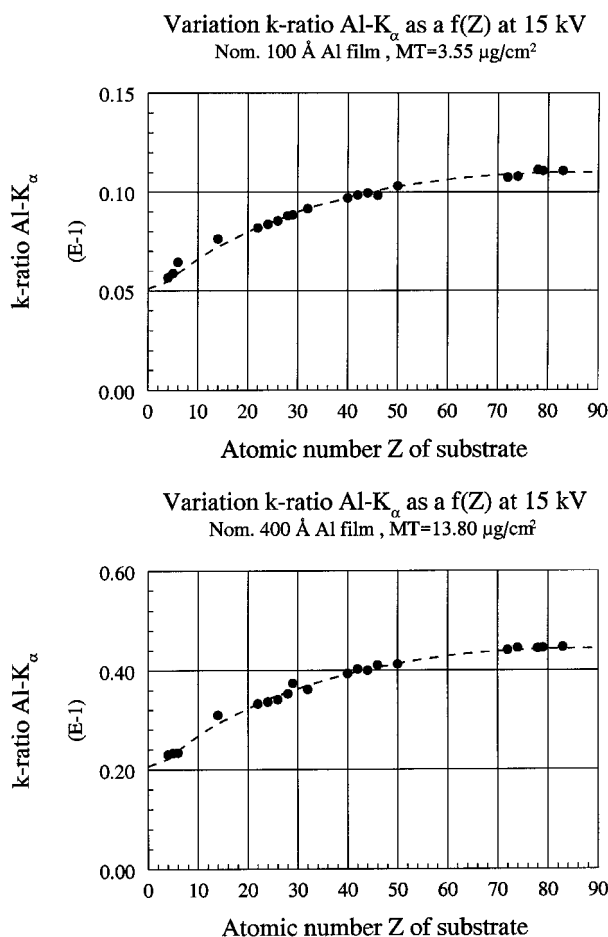 Variation k-ratio Al-Kα as a f(Z) at 15 kV
Nom. 100 Å Al film , MT=3.55 µg/cm²
k-ratio Al-Kα
(E-1)
0.15
0.10
0.05
0.00
0 10 20 30 40 50 60 70 80 90
Atomic number Z of substrate
Variation k-ratio Al-Kα as a f(Z) at 15 kV
Nom. 400 Å Al film , MT=13.80 µg/cm²
k-ratio Al-Kα
(E-1)
0.60
0.40
0.20
0.00
0 10 20 30 40 50 60 70 80 90
Atomic number Z of substrate